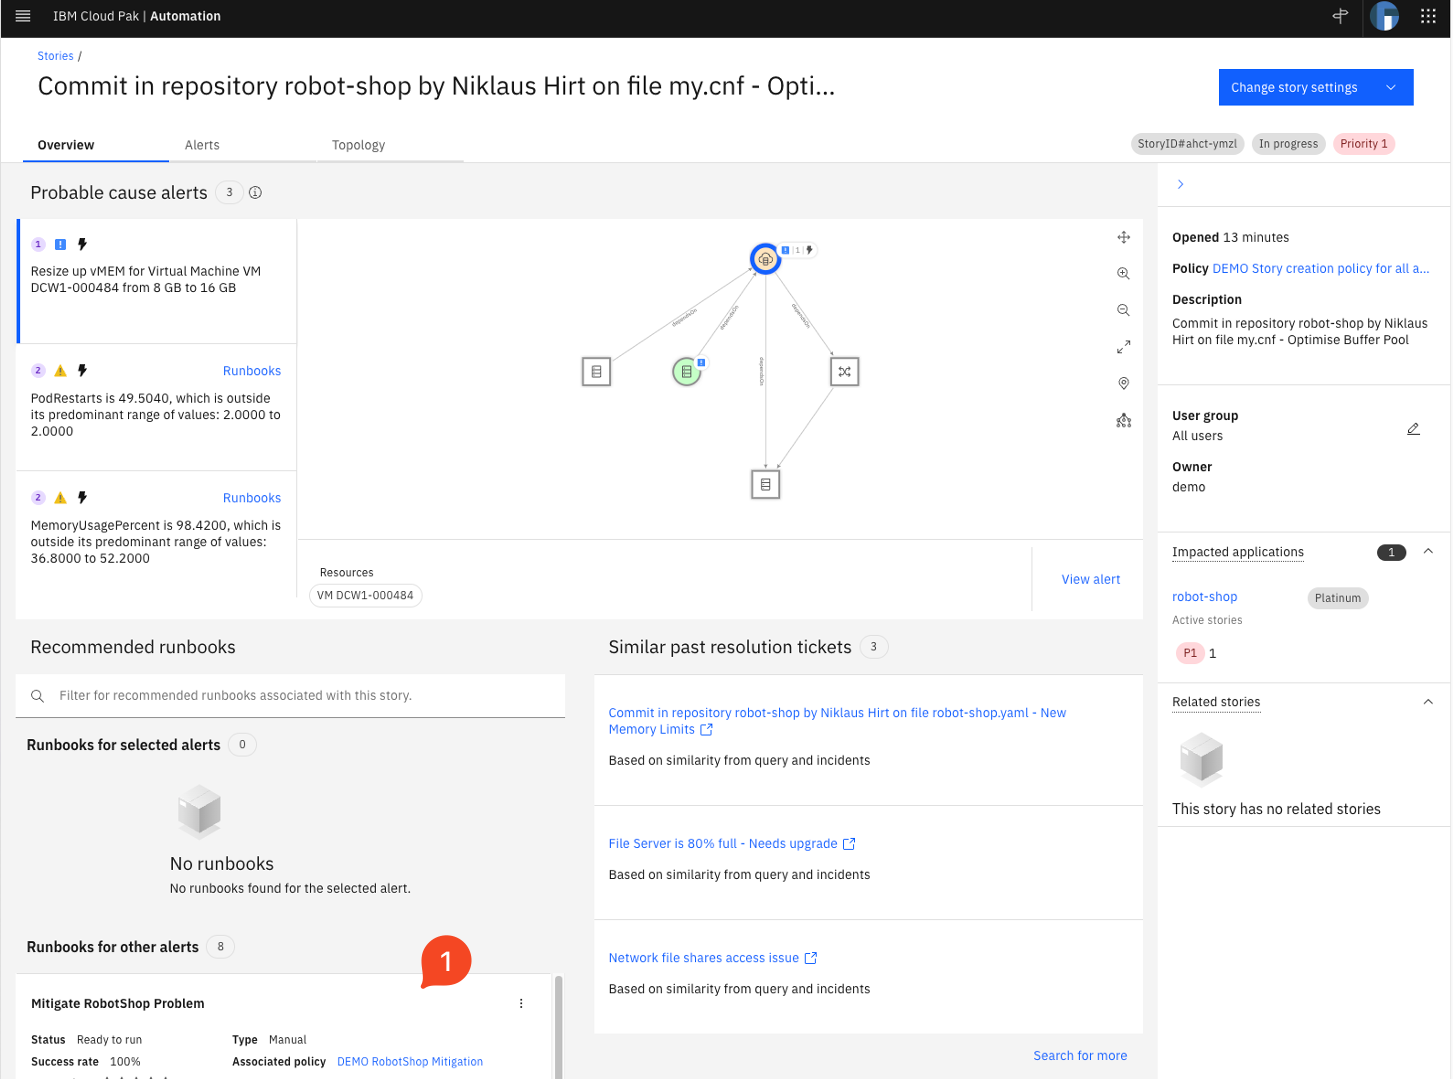 IBM Cloud Pak | Automation
Stories /
Commit in repository robot-shop by Niklaus Hirt on file my.cnf - Opti...
Change story settings
Overview
Alerts
Topology
StoryID#ahct-ymzl
In progress
Priority 1
Probable cause alerts 3
1
Resize up vMEM for Virtual Machine VM
DCW1-000484 from 8 GB to 16 GB
2 Runbooks
PodRestarts is 49.5040, which is outside
its predominant range of values: 2.0000 to
2.0000
2 Runbooks
MemoryUsagePercent is 98.4200, which is
outside its predominant range of values:
36.8000 to 52.2000
1
dependsOn
dependsOn
dependsOn
dependsOn
Resources
VM DCW1-000484
View alert
Opened 13 minutes
Policy DEMO Story creation policy for all a...
Description
Commit in repository robot-shop by Niklaus
Hirt on file my.cnf - Optimise Buffer Pool
User group
All users
Owner
demo
Impacted applications 1
robot-shop Platinum
Active stories
P1 1
Related stories
This story has no related stories
Recommended runbooks
Filter for recommended runbooks associated with this story.
Runbooks for selected alerts 0
No runbooks
No runbooks found for the selected alert.
Runbooks for other alerts 8
1
Mitigate RobotShop Problem
Status Ready to run Type Manual
Success rate 100% Associated policy DEMO RobotShop Mitigation
Similar past resolution tickets 3
Commit in repository robot-shop by Niklaus Hirt on file robot-shop.yaml - New
Memory Limits
Based on similarity from query and incidents
File Server is 80% full - Needs upgrade
Based on similarity from query and incidents
Network file shares access issue
Based on similarity from query and incidents
Search for more